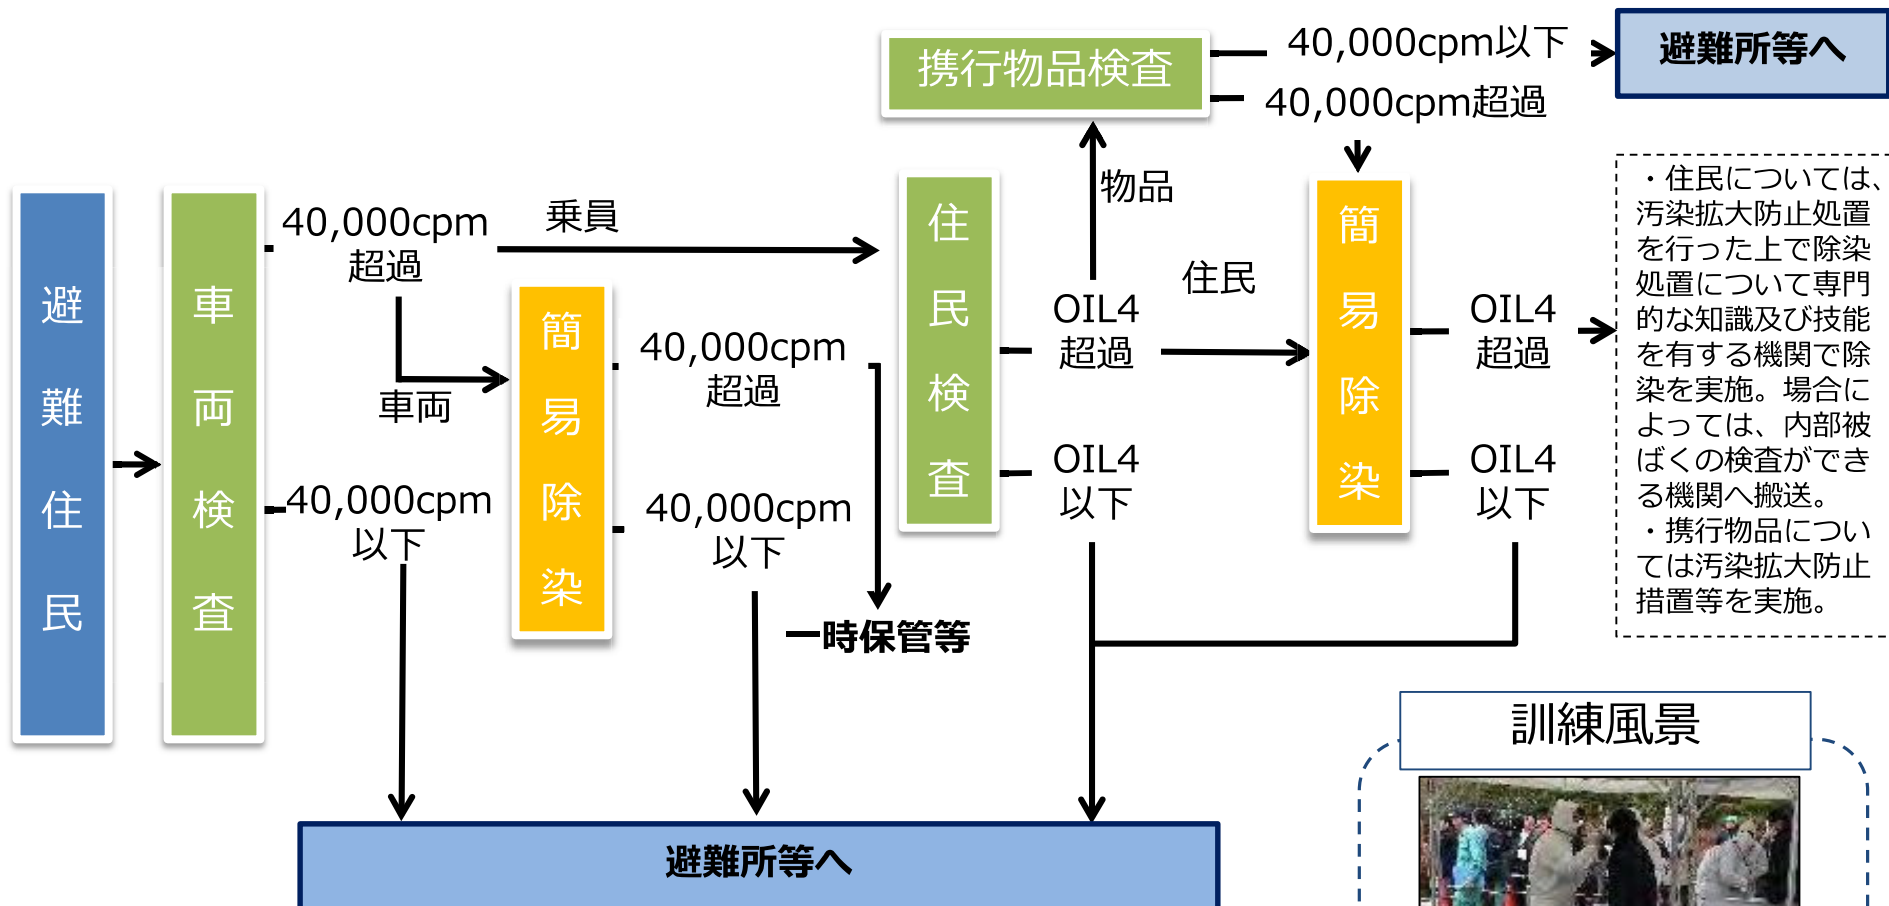 避難住民
車両検査
40,000cpm
超過
乗員
車両
40,000cpm
以下
簡易除染
40,000cpm
超過
40,000cpm
以下
一時保管等
住民検査
物品
携行物品検査
40,000cpm以下
40,000cpm超過
避難所等へ
OIL4
超過
住民
OIL4
以下
簡易除染
OIL4
超過
OIL4
以下
・住民については、
汚染拡大防止処置
を行った上で除染
処置について専門
的な知識及び技能
を有する機関で除
染を実施。場合に
よっては、内部被
ばくの検査ができ
る機関へ搬送。
・携行物品につい
ては汚染拡大防止
措置等を実施。
避難所等へ
訓練風景